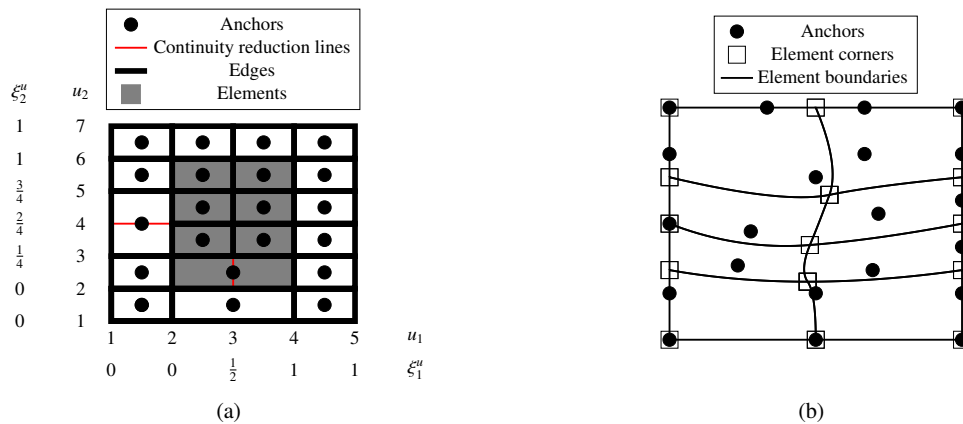 Anchors
Continuity reduction lines
Edges
Elements
ξ₂ᵘ u₂
1 7
1 6
3/4 5
2/4 4
1/4 3
0 2
0 1
1 2 3 4 5 u₁
0 0 1/2 1 1 ξ₁ᵘ
(a)
Anchors
Element corners
Element boundaries
(b)